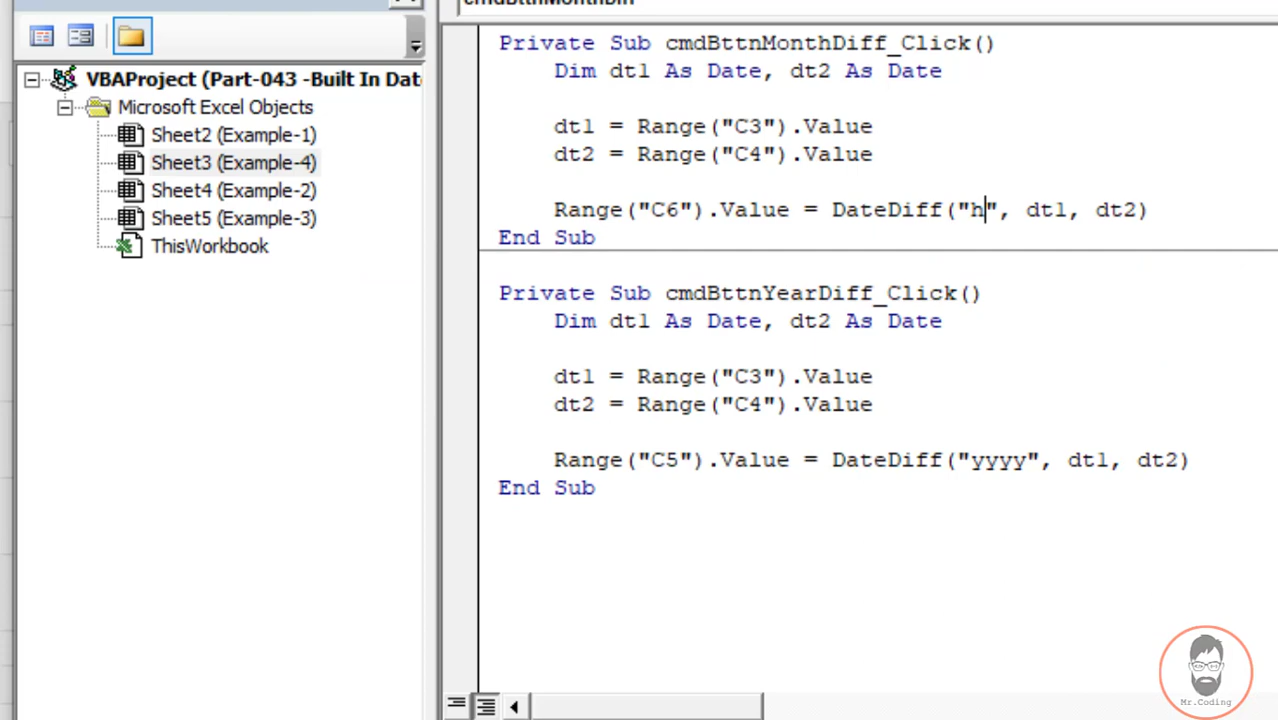 cmdBttnMonthDiff
VBAProject (Part-043 -Built In Dat
Microsoft Excel Objects
Sheet2 (Example-1)
Sheet3 (Example-4)
Sheet4 (Example-2)
Sheet5 (Example-3)
ThisWorkbook
Private Sub cmdBttnMonthDiff_Click()
Dim dt1 As Date, dt2 As Date
dt1 = Range("C3").Value
dt2 = Range("C4").Value
Range("C6").Value = DateDiff("h", dt1, dt2)
End Sub
Private Sub cmdBttnYearDiff_Click()
Dim dt1 As Date, dt2 As Date
dt1 = Range("C3").Value
dt2 = Range("C4").Value
Range("C5").Value = DateDiff("yyyy", dt1, dt2)
End Sub
Mr.Coding